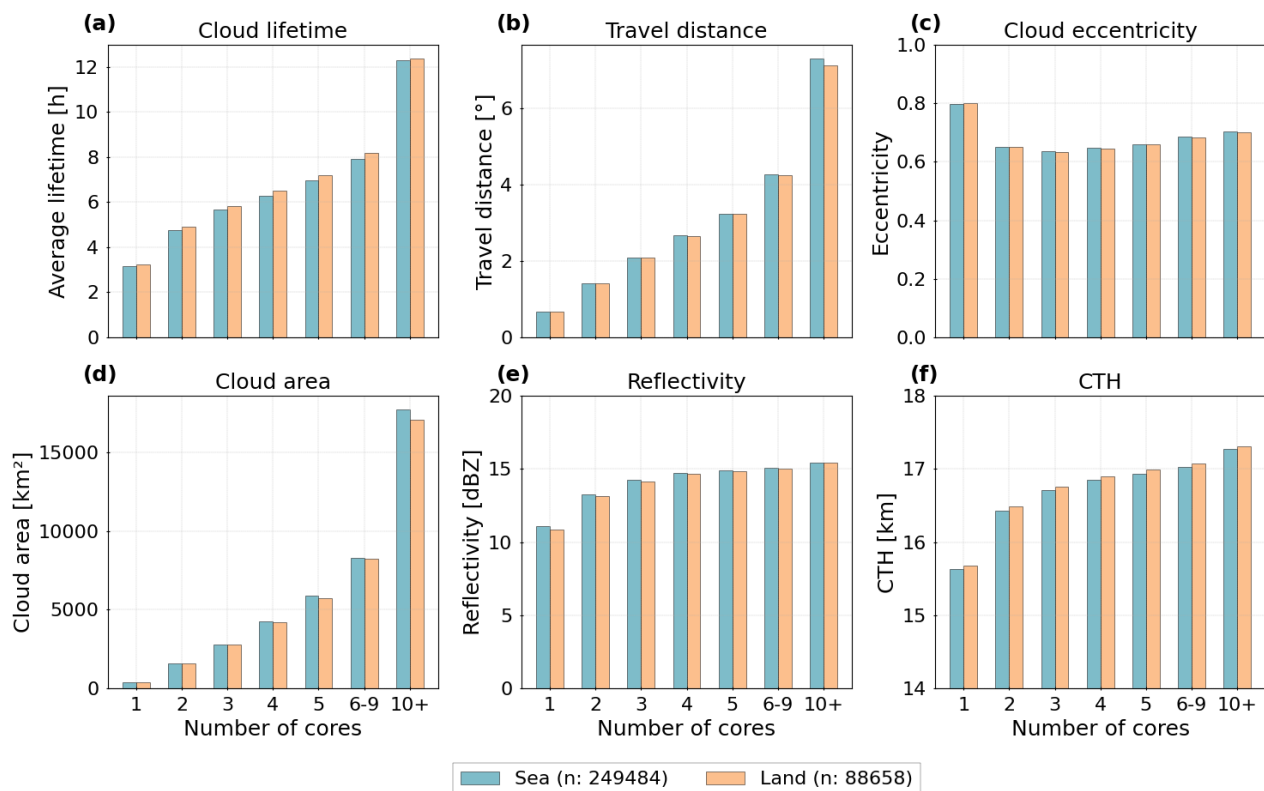 (a) Cloud lifetime
Average lifetime [h]
12
10
8
6
4
2
0
(b) Travel distance
Travel distance [°]
6
4
2
0
(c) Cloud eccentricity
Eccentricity
1.0
0.8
0.6
0.4
0.2
0.0
(d) Cloud area
Cloud area [km²]
15000
10000
5000
0
1 2 3 4 5 6-9 10+
Number of cores
(e) Reflectivity
Reflectivity [dBZ]
20
15
10
5
0
1 2 3 4 5 6-9 10+
Number of cores
(f) CTH
CTH [km]
18
17
16
15
14
1 2 3 4 5 6-9 10+
Number of cores
Sea (n: 249484) Land (n: 88658)